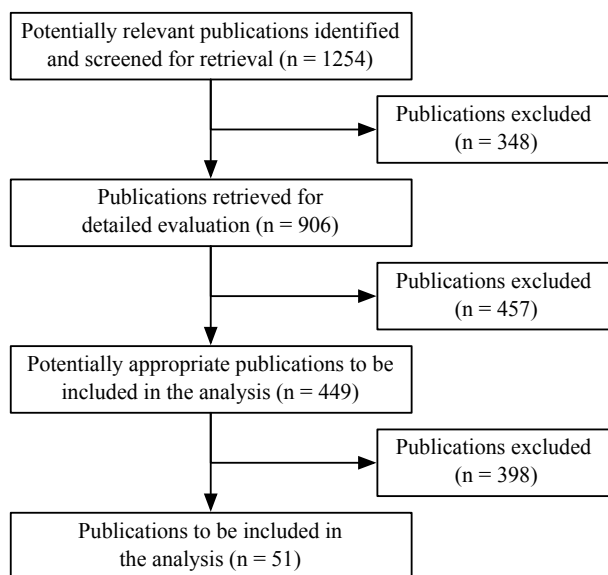 Potentially relevant publications identified
and screened for retrieval (n = 1254)
Publications excluded
(n = 348)
Publications retrieved for
detailed evaluation (n = 906)
Publications excluded
(n = 457)
Potentially appropriate publications to be
included in the analysis (n = 449)
Publications excluded
(n = 398)
Publications to be included in
the analysis (n = 51)